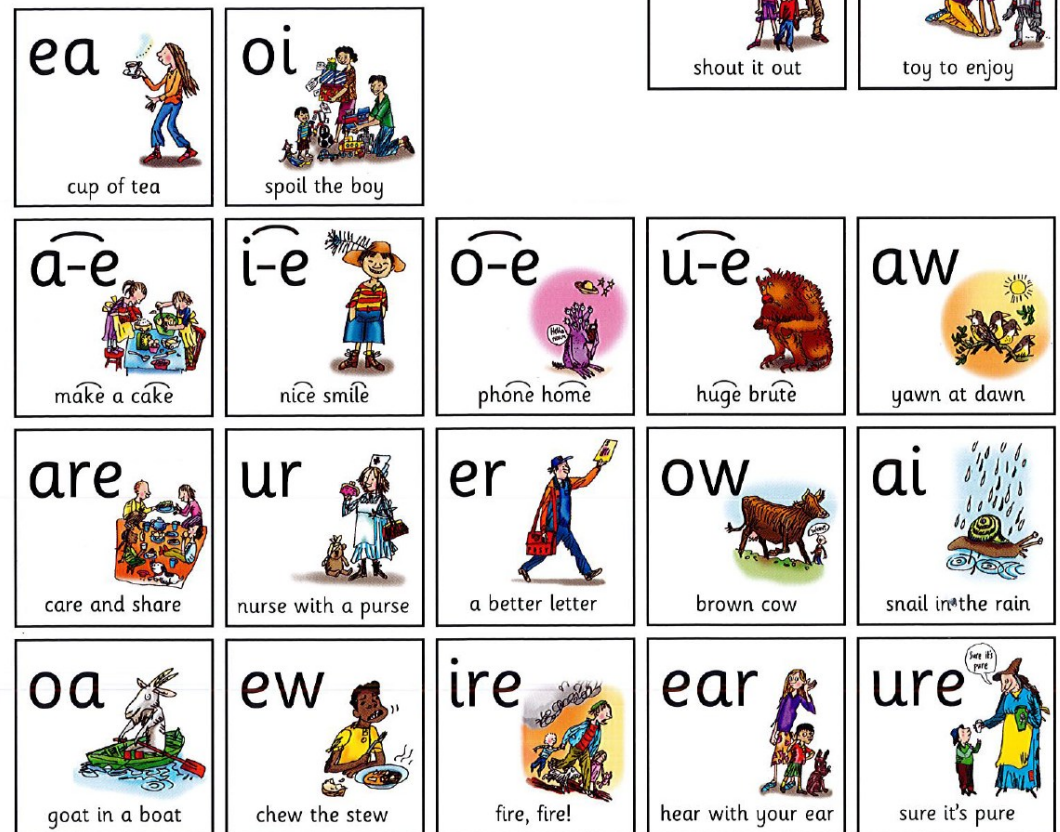 shout it out
toy to enjoy
ea
cup of tea
oi
spoil the boy
a-e
make a cake
i-e
nice smile
o-e
phone home
u-e
huge brute
aw
yawn at dawn
are
care and share
ur
nurse with a purse
er
a better letter
ow
brown cow
ai
snail in the rain
oa
goat in a boat
ew
chew the stew
ire
fire, fire!
ear
hear with your ear
ure
Sure it's
pure
sure it's pure